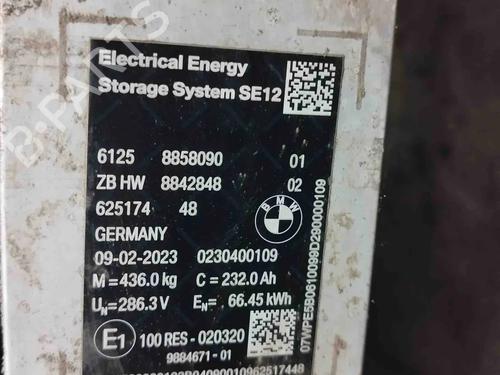 Electrical Energy
Storage System SE12
6125 8858090 01
ZB HW 8842848 02
625174 48
GERMANY
BMW
09-02-2023 0230400109
M = 436.0 kg C = 232.0 Ah
UN = 286.3 V EN = 66.45 kWh
E1 100 RES - 020320
9884671 - 01
07WPE5B0610099D290000109
B-PARTS